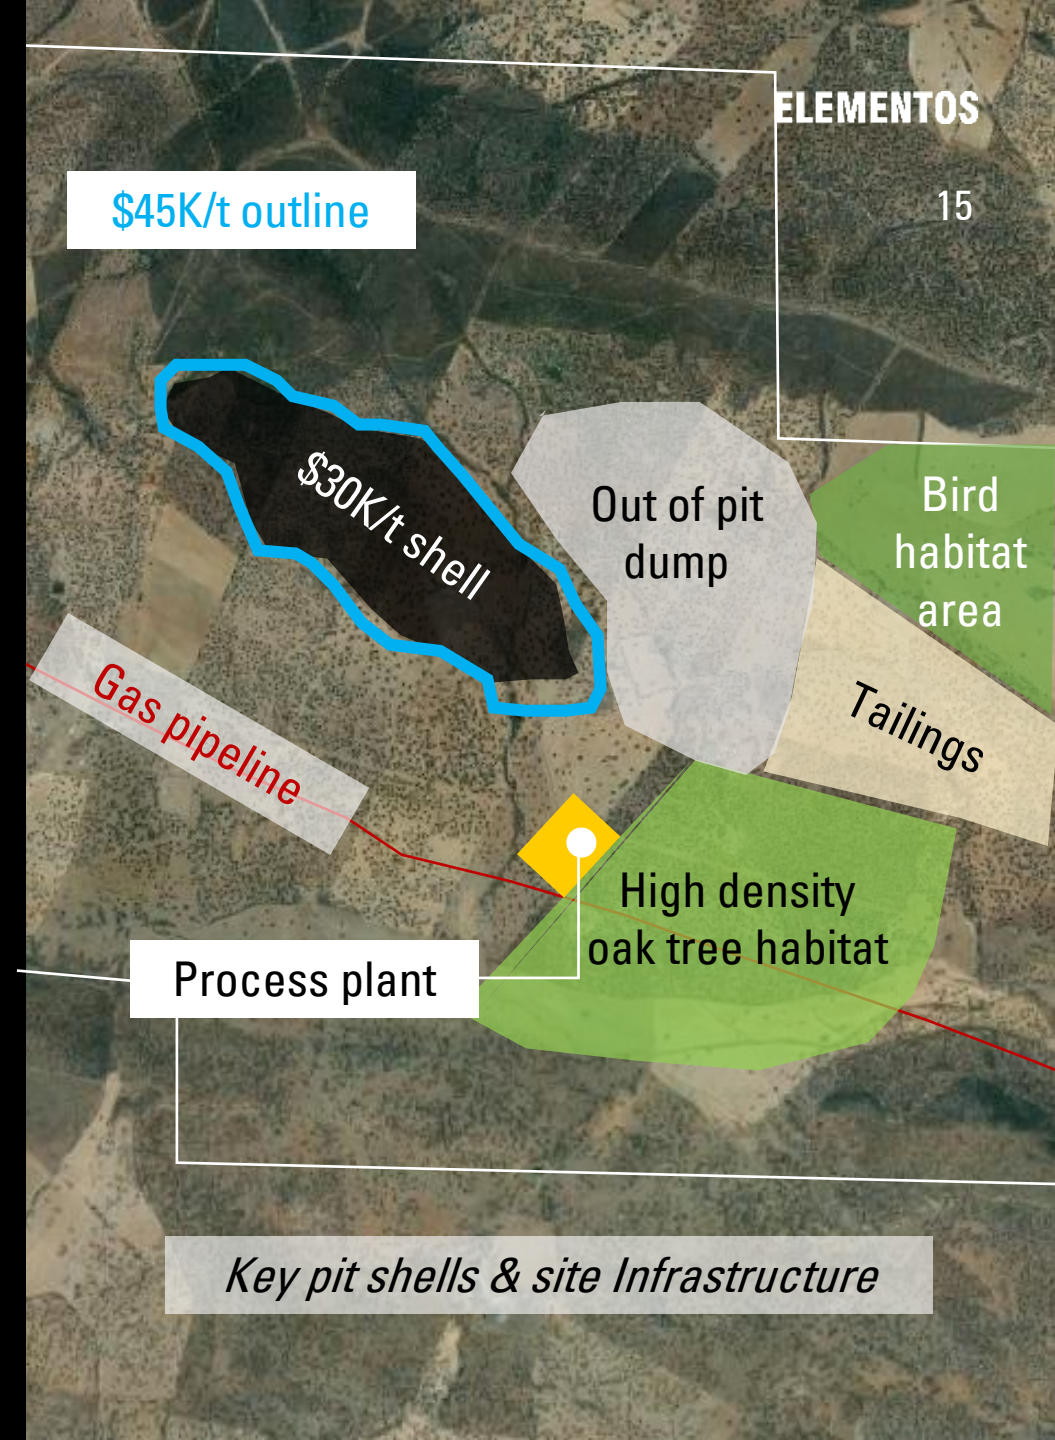 ELEMENTOS
15
$45K/t outline
$30K/t shell
Out of pit
dump
Bird
habitat
area
Gas pipeline
Tailings
High density
oak tree habitat
Process plant
Key pit shells & site Infrastructure